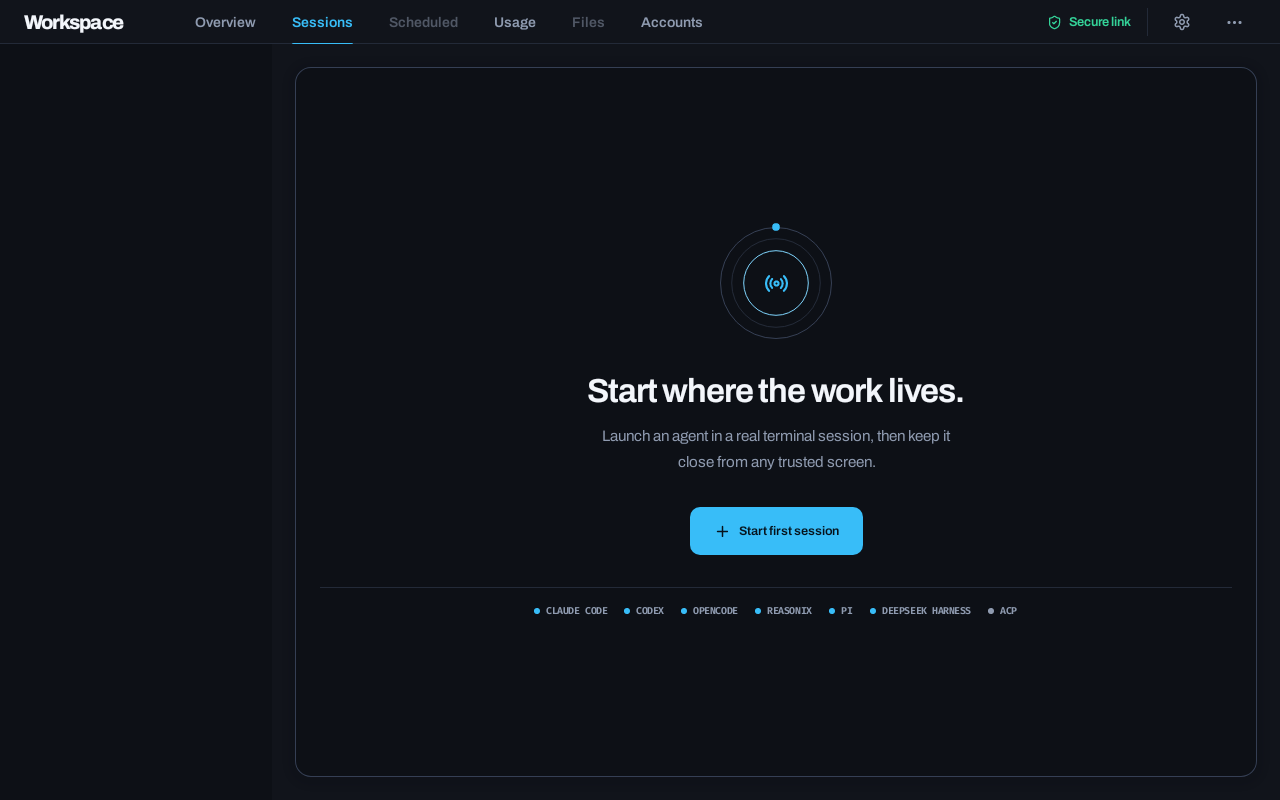 Workspace
Overview
Sessions
Scheduled
Usage
Files
Accounts
Secure link
Start where the work lives.
Launch an agent in a real terminal session, then keep it
close from any trusted screen.
Start first session
CLAUDE CODE
CODEX
OPENCODE
REASONIX
PI
DEEPSEEK HARNESS
ACP